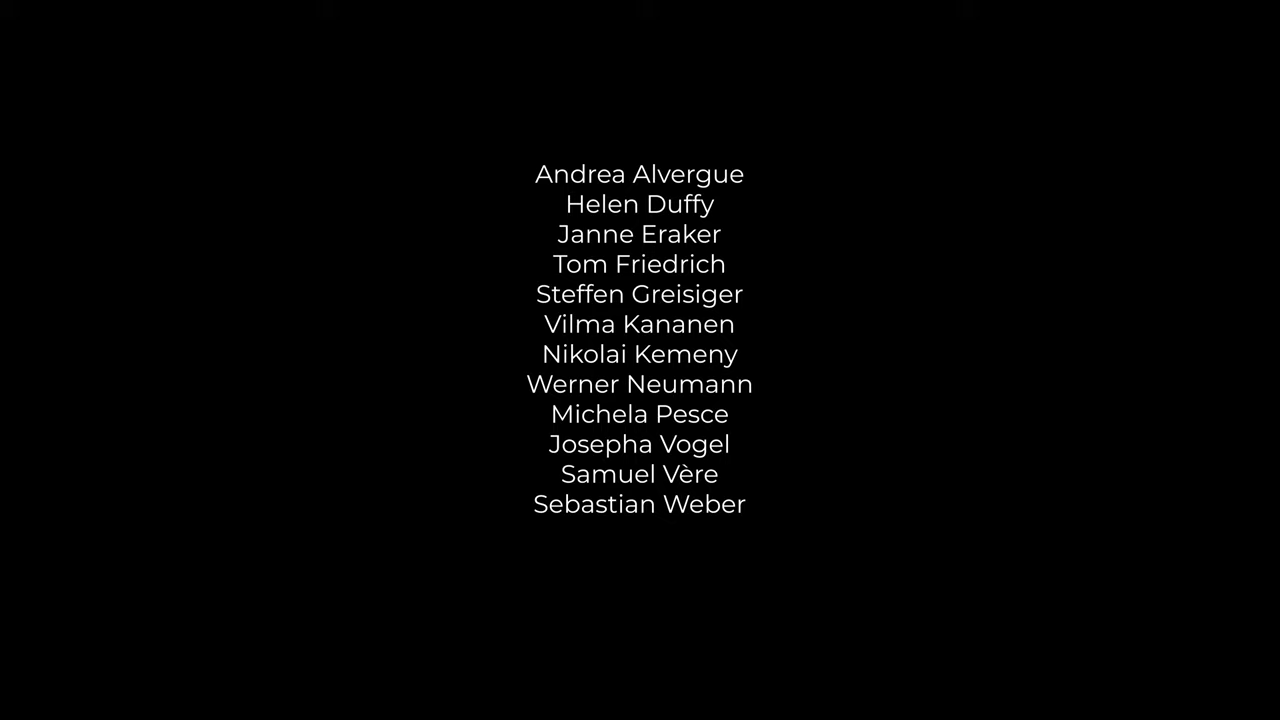 Andrea Alvergue
Helen Duffy
Janne Eraker
Tom Friedrich
Steffen Greisiger
Vilma Kananen
Nikolai Kemeny
Werner Neumann
Michela Pesce
Josepha Vogel
Samuel Vère
Sebastian Weber